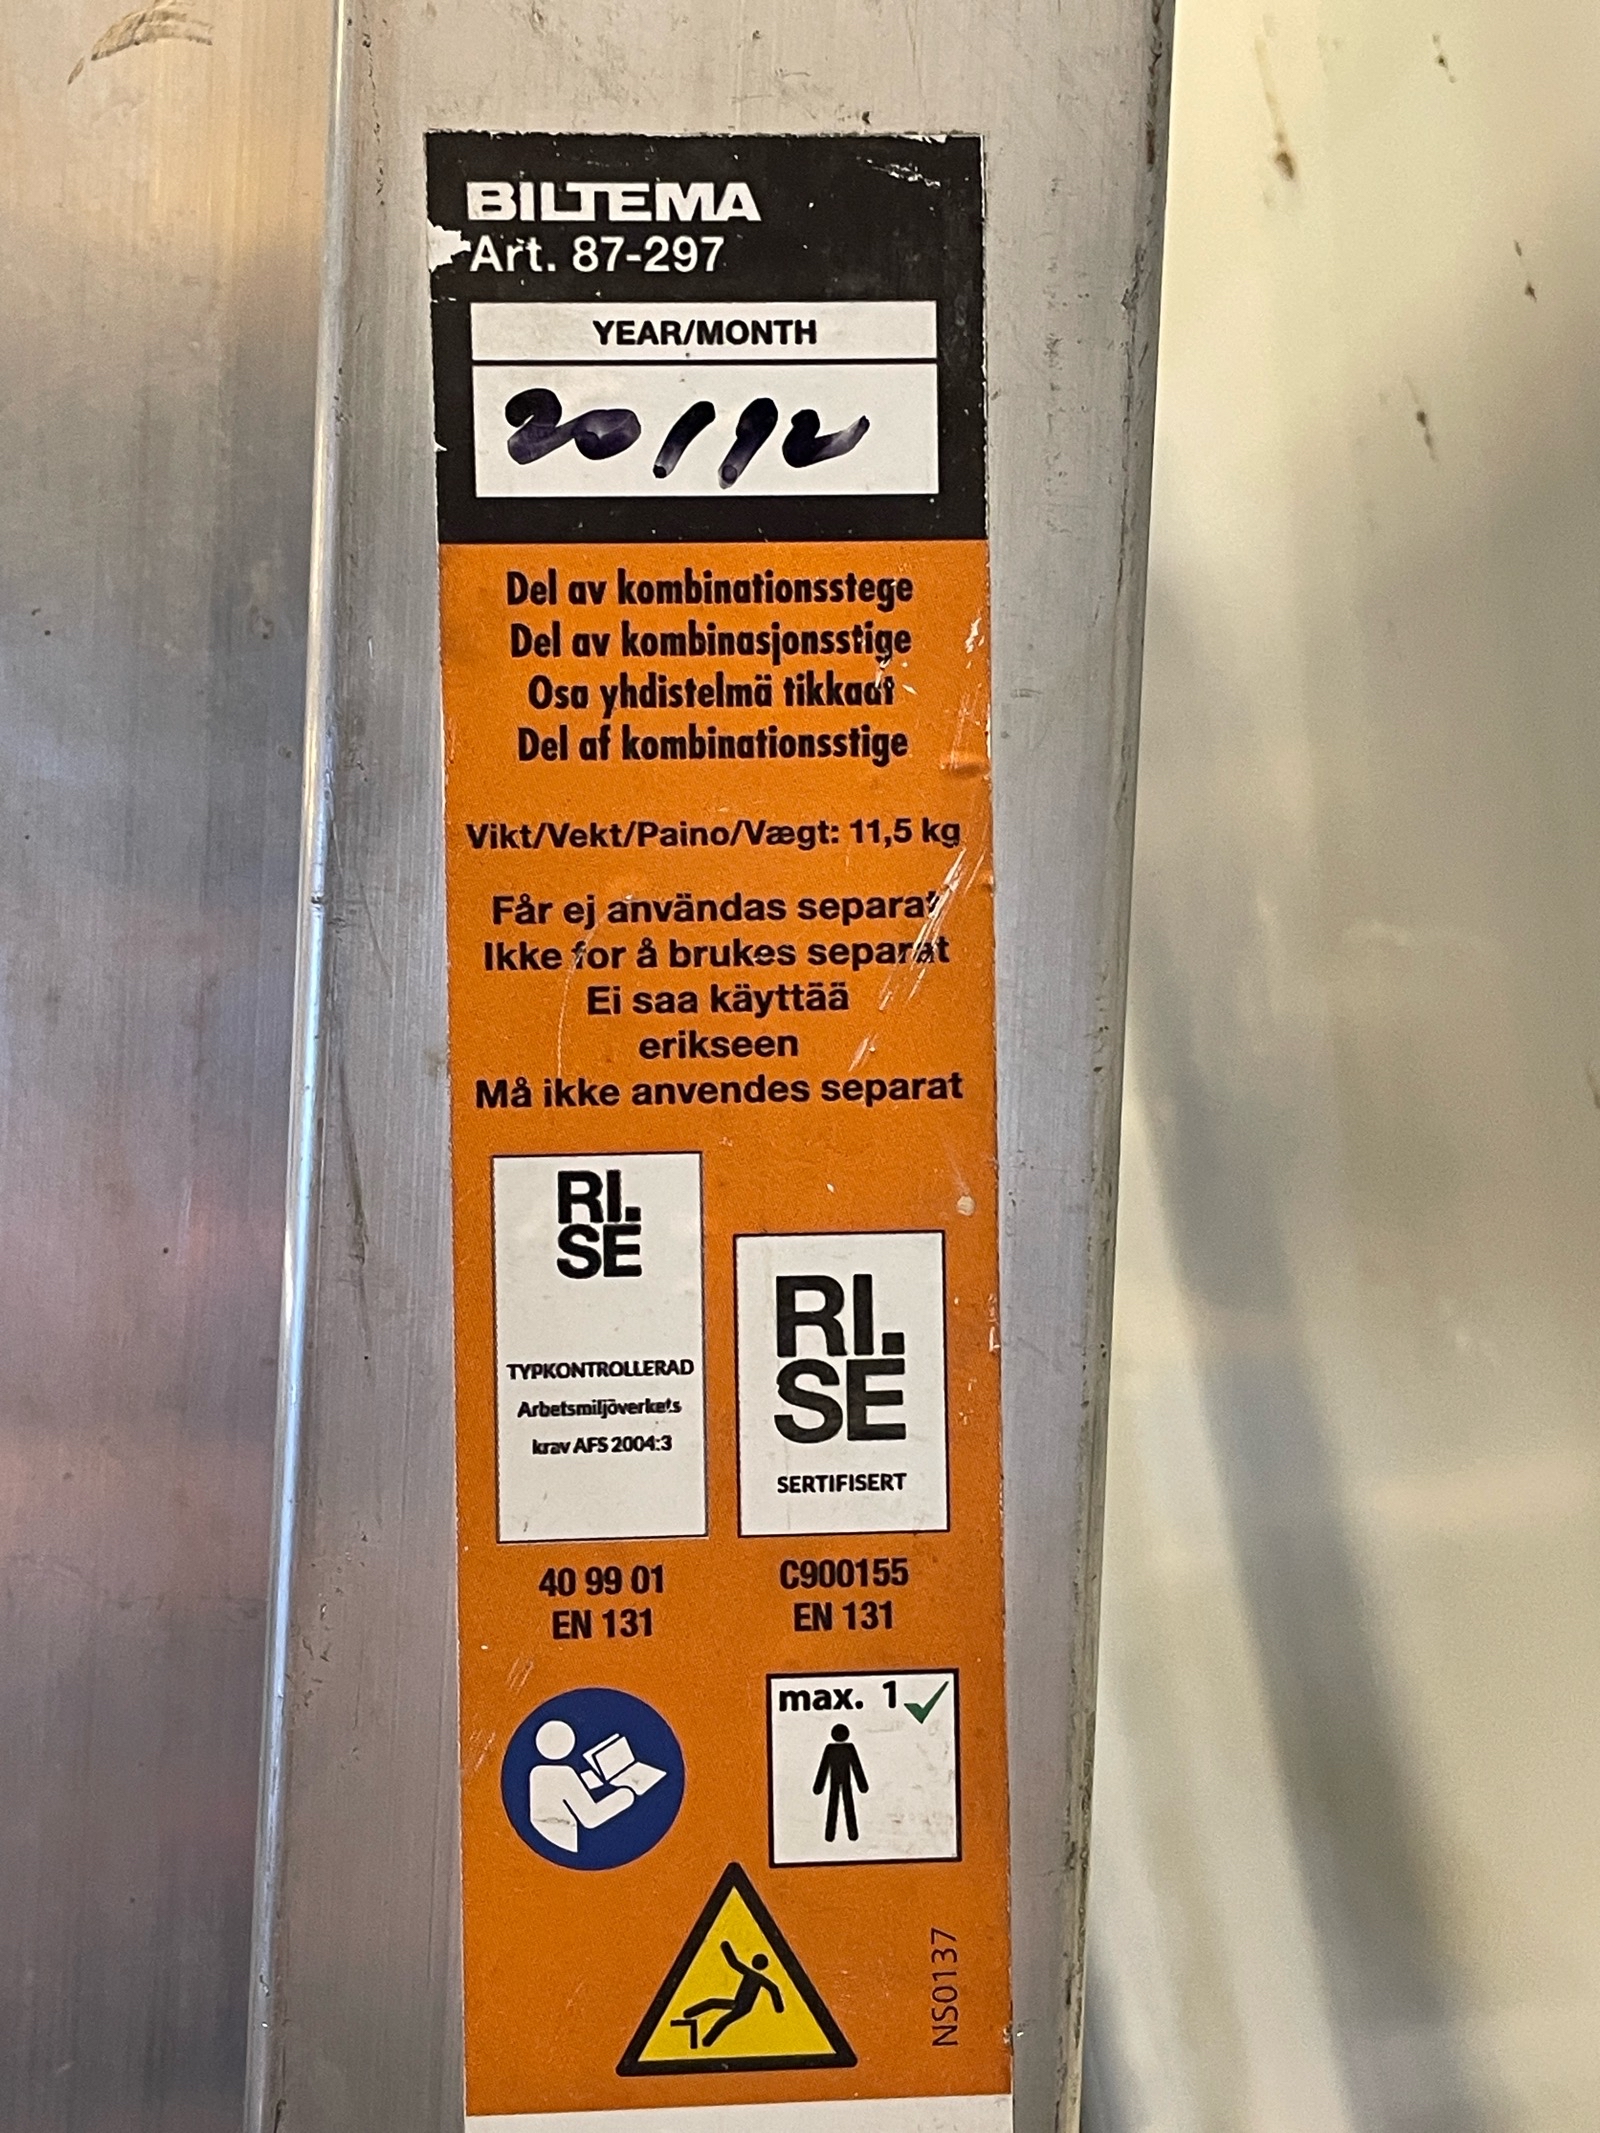 BILTEMA
Art. 87-297
YEAR/MONTH
20/12
Del av kombinationsstege
Del av kombinasjonsstige
Osa yhdistelmä tikkaat
Del af kombinationsstige
Vikt/Vekt/Paino/Vægt: 11,5 kg
Får ej användas separat
Ikke for å brukes separat
Ei saa käyttää
erikseen
Må ikke anvendes separat
RI.
SE
TYPKONTROLLERAD
Arbetsmiljöverkets
krav AFS 2004:3
40 99 01
EN 131
RI.
SE
SERTIFISERT
C900155
EN 131
max. 1
NS0137